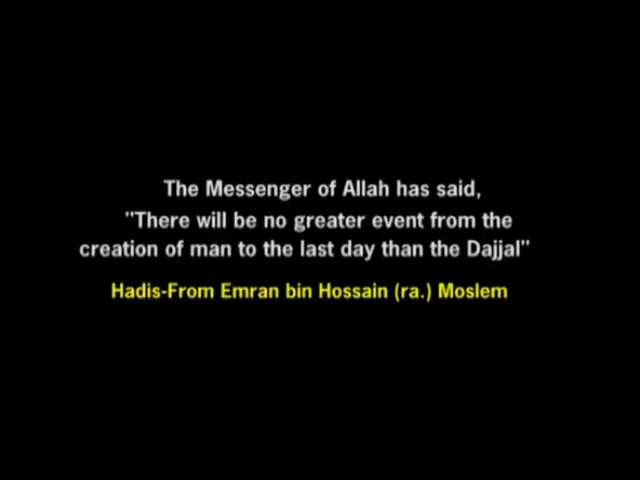 The Messenger of Allah has said,
"There will be no greater event from the
creation of man to the last day than the Dajjal"
Hadis-From Emran bin Hossain (ra.) Moslem